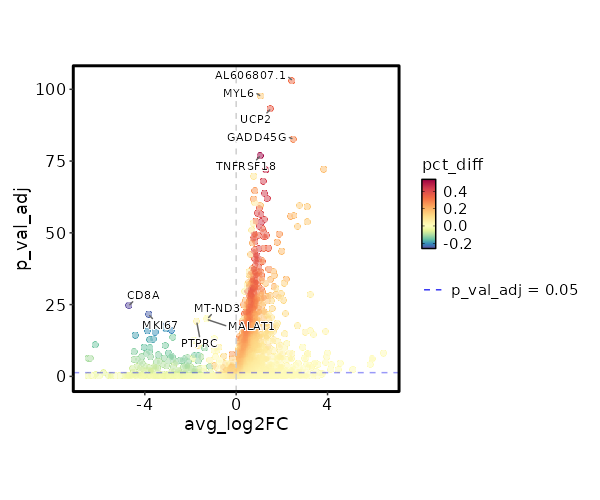 AL606807.1
MYL6
UCP2
GADD45G
TNFRSF18
CD8A
MT-ND3
MKI67
MALAT1
PTPRC
100
75
50
25
0
-4 0 4
avg_log2FC
p_val_adj
pct_diff
0.4
0.2
0.0
-0.2
p_val_adj = 0.05